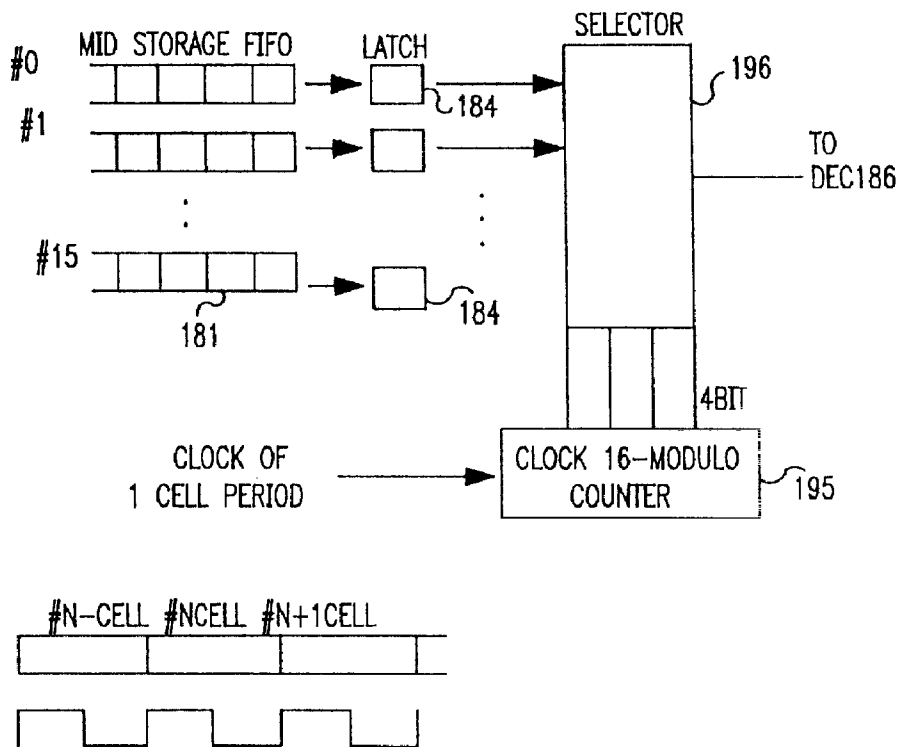 SELECTOR
MID STORAGE FIFO
LATCH
#0
184
196
#1
TO
DEC186
#15
181
184
4BIT
CLOCK OF
1 CELL PERIOD
CLOCK 16-MODULO
COUNTER
195
#N-CELL #NCELL #N+1CELL